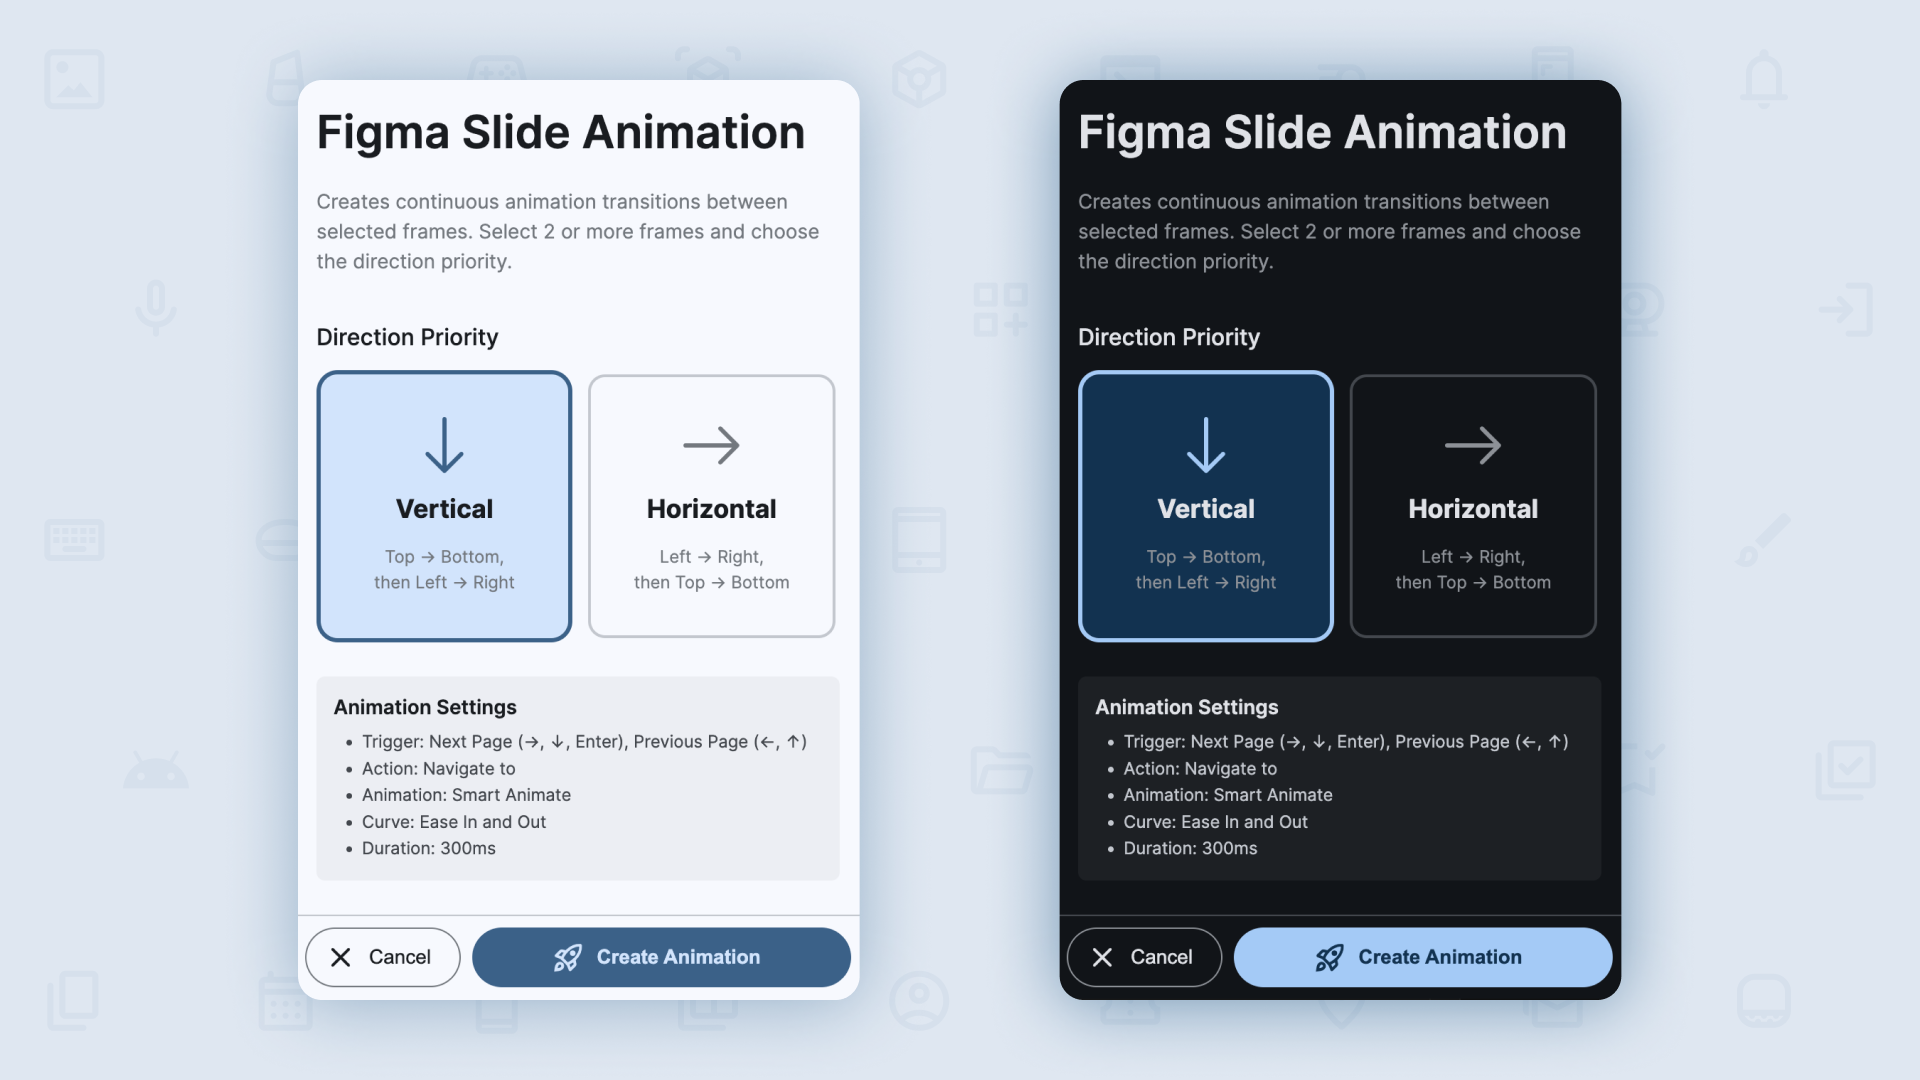 Figma Slide Animation
Creates continuous animation transitions between
selected frames. Select 2 or more frames and choose
the direction priority.
Direction Priority
Vertical
Top → Bottom,
then Left → Right
Horizontal
Left → Right,
then Top → Bottom
Animation Settings
• Trigger: Next Page (→, ↓, Enter), Previous Page (←, ↑)
• Action: Navigate to
• Animation: Smart Animate
• Curve: Ease In and Out
• Duration: 300ms
Cancel
Create Animation
Figma Slide Animation
Creates continuous animation transitions between
selected frames. Select 2 or more frames and choose
the direction priority.
Direction Priority
Vertical
Top → Bottom,
then Left → Right
Horizontal
Left → Right,
then Top → Bottom
Animation Settings
• Trigger: Next Page (→, ↓, Enter), Previous Page (←, ↑)
• Action: Navigate to
• Animation: Smart Animate
• Curve: Ease In and Out
• Duration: 300ms
Cancel
Create Animation